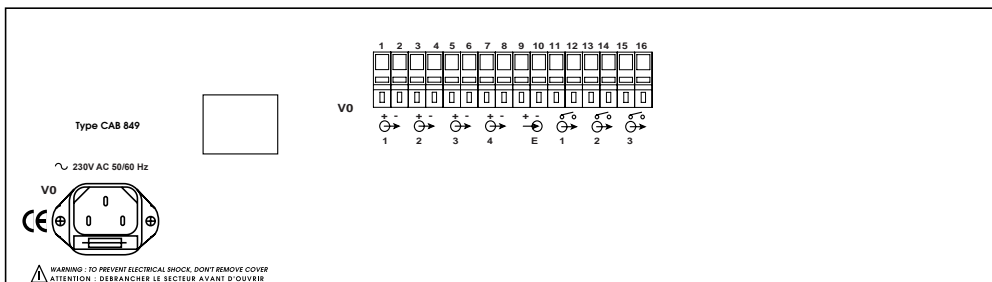 1 2 3 4 5 6 7 8 9 10 11 12 13 14 15 16
V0
+ - + - + - + - + -
1 2 3 4 E 1 2 3
Type CAB 849
230V AC 50/60 Hz
V0
CE
WARNING : TO PREVENT ELECTRICAL SHOCK, DON'T REMOVE COVER
ATTENTION : DEBRANCHER LE SECTEUR AVANT D'OUVRIR